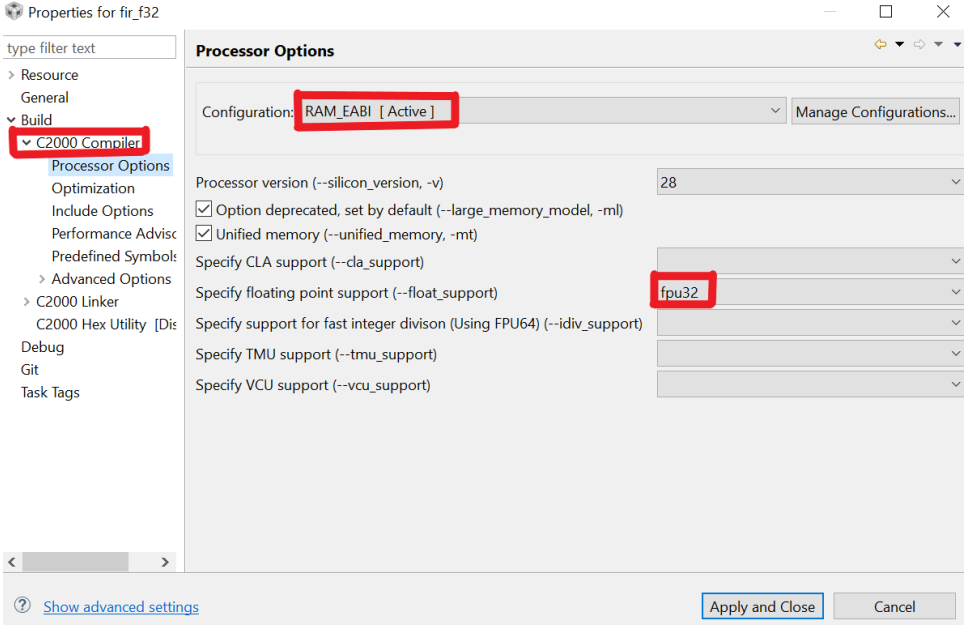 Properties for fir_f32
type filter text
Resource
General
Build
C2000 Compiler
Processor Options
Optimization
Include Options
Performance Advisc
Predefined Symbols
Advanced Options
C2000 Linker
C2000 Hex Utility [Dis
Debug
Git
Task Tags
Processor Options
Configuration: RAM_EABI [ Active ] Manage Configurations...
Processor version (--silicon_version, -v) 28
Option deprecated, set by default (--large_memory_model, -ml)
Unified memory (--unified_memory, -mt)
Specify CLA support (--cla_support)
Specify floating point support (--float_support) fpu32
Specify support for fast integer divison (Using FPU64) (--idiv_support)
Specify TMU support (--tmu_support)
Specify VCU support (--vcu_support)
Show advanced settings
Apply and Close Cancel